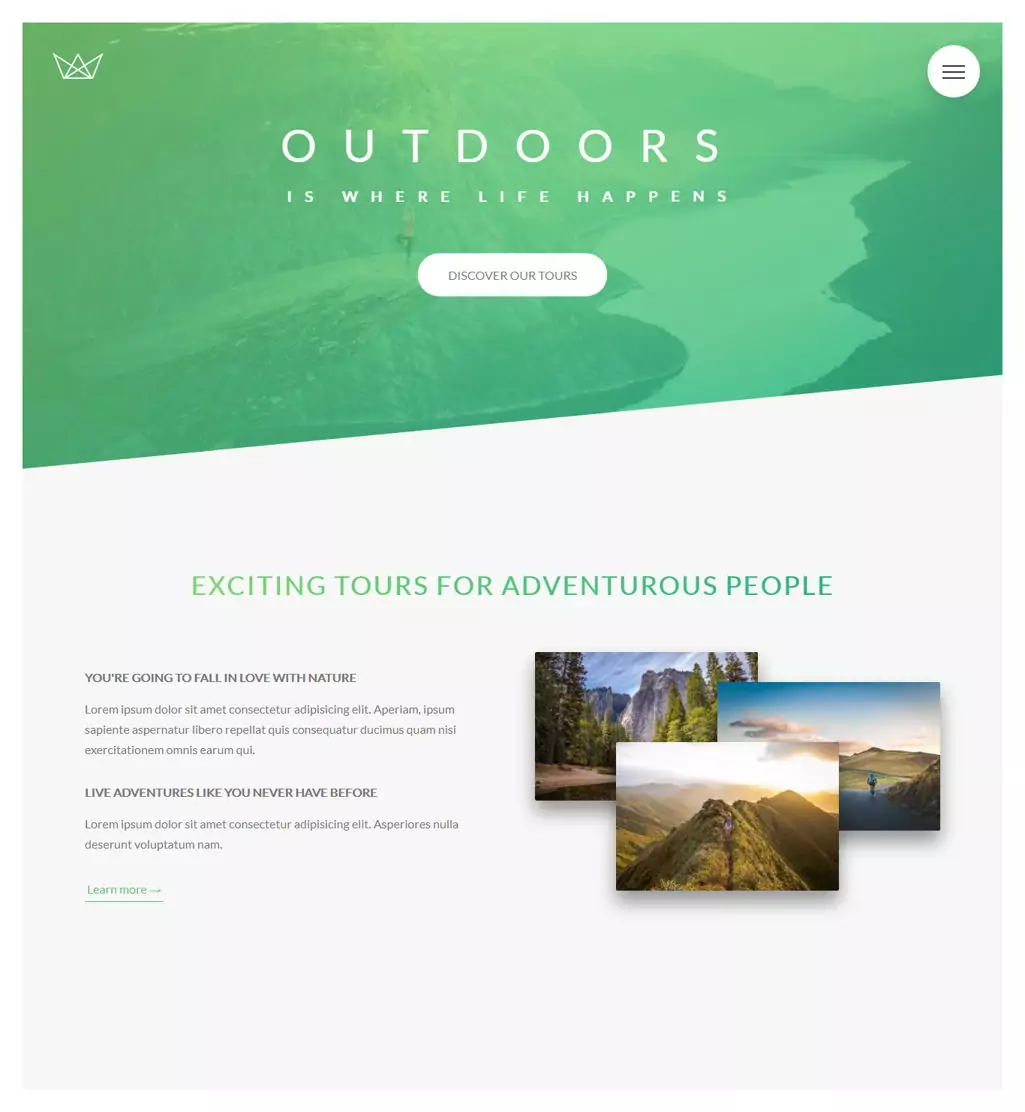 OUTDOORS
IS WHERE LIFE HAPPENS
DISCOVER OUR TOURS
EXCITING TOURS FOR ADVENTUROUS PEOPLE
YOU'RE GOING TO FALL IN LOVE WITH NATURE
Lorem ipsum dolor sit amet consectetur adipisicing elit. Aperiam, ipsum
sapiente aspernatur libero repellat quis consequatur ducimus quam nisi
exercitationem omnis earum qui.
LIVE ADVENTURES LIKE YOU NEVER HAVE BEFORE
Lorem ipsum dolor sit amet consectetur adipisicing elit. Asperiores nulla
deserunt voluptatum nam.
Learn more →